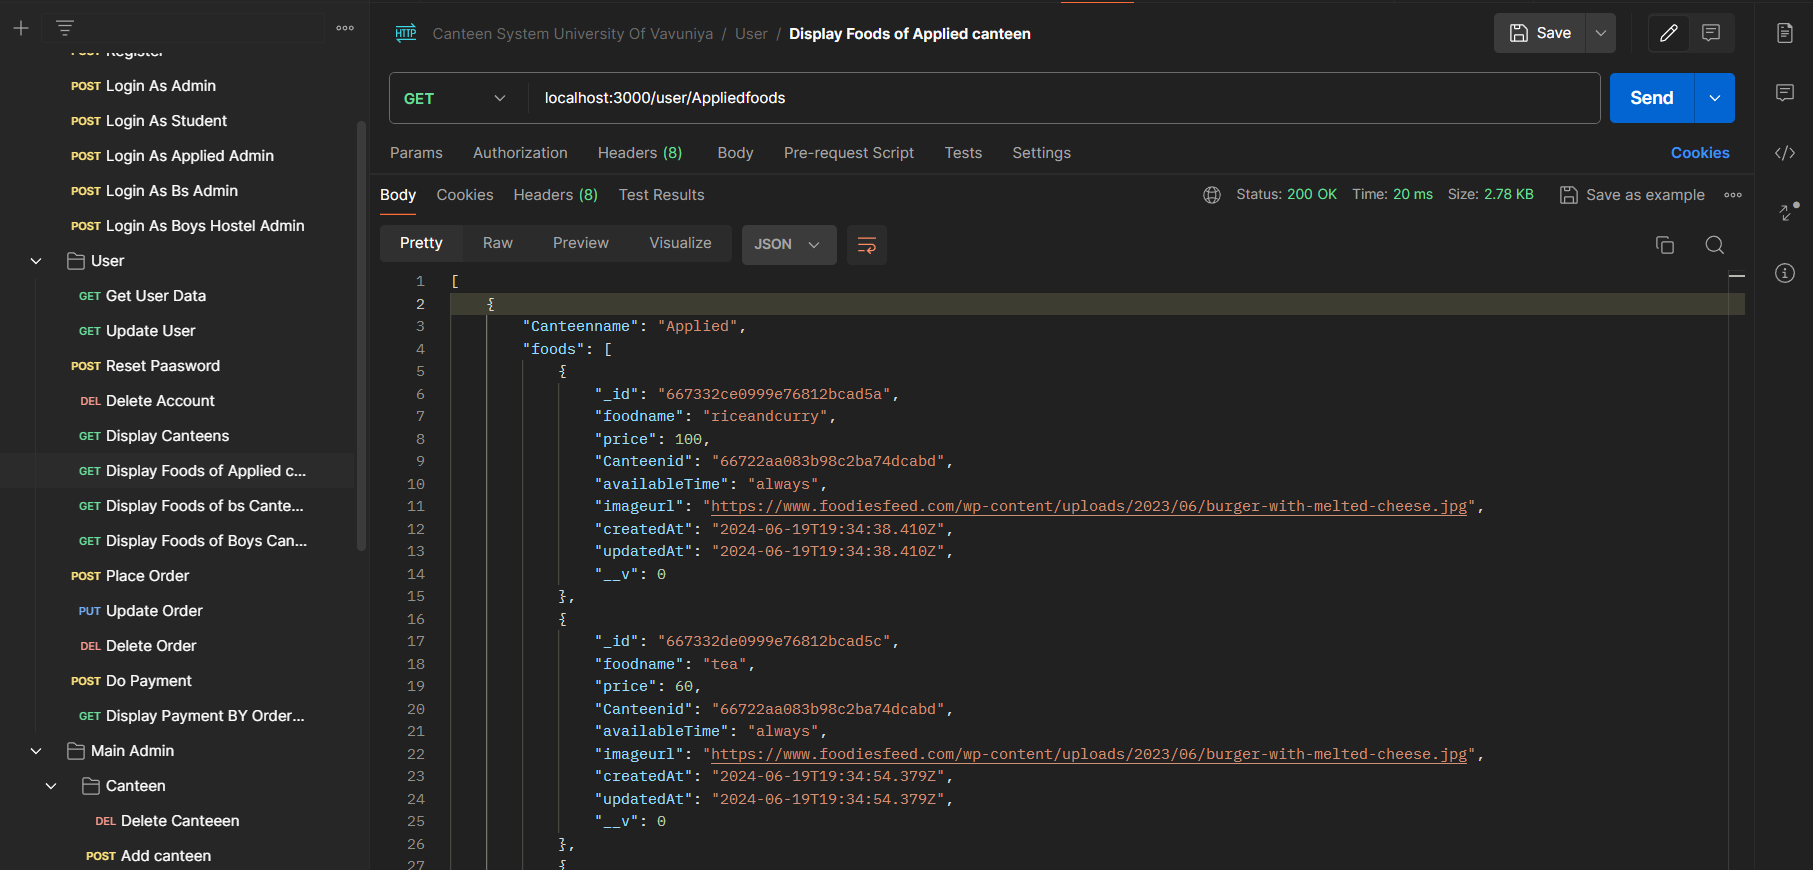 POST Register
POST Login As Admin
POST Login As Student
POST Login As Applied Admin
POST Login As Bs Admin
POST Login As Boys Hostel Admin
User
GET Get User Data
GET Update User
POST Reset Paasword
DEL Delete Account
GET Display Canteens
GET Display Foods of Applied c...
GET Display Foods of bs Cante...
GET Display Foods of Boys Can...
POST Place Order
PUT Update Order
DEL Delete Order
POST Do Payment
GET Display Payment BY Order...
Main Admin
Canteen
DEL Delete Canteeen
POST Add canteen
HTTP Canteen System University Of Vavuniya / User / Display Foods of Applied canteen
Save
GET localhost:3000/user/Appliedfoods
Send
Params Authorization Headers (8) Body Pre-request Script Tests Settings Cookies
Body Cookies Headers (8) Test Results Status: 200 OK Time: 20 ms Size: 2.78 KB Save as example
Pretty Raw Preview Visualize JSON
1 [
2 {
3 "Canteenname": "Applied",
4 "foods": [
5 {
6 "_id": "667332ce0999e76812bcad5a",
7 "foodname": "riceandcurry",
8 "price": 100,
9 "Canteenid": "66722aa083b98c2ba74dcabd",
10 "availableTime": "always",
11 "imageurl": "https://www.foodiesfeed.com/wp-content/uploads/2023/06/burger-with-melted-cheese.jpg",
12 "createdAt": "2024-06-19T19:34:38.410Z",
13 "updatedAt": "2024-06-19T19:34:38.410Z",
14 "__v": 0
15 },
16 {
17 "_id": "667332de0999e76812bcad5c",
18 "foodname": "tea",
19 "price": 60,
20 "Canteenid": "66722aa083b98c2ba74dcabd",
21 "availableTime": "always",
22 "imageurl": "https://www.foodiesfeed.com/wp-content/uploads/2023/06/burger-with-melted-cheese.jpg",
23 "createdAt": "2024-06-19T19:34:54.379Z",
24 "updatedAt": "2024-06-19T19:34:54.379Z",
25 "__v": 0
26 },
27 {